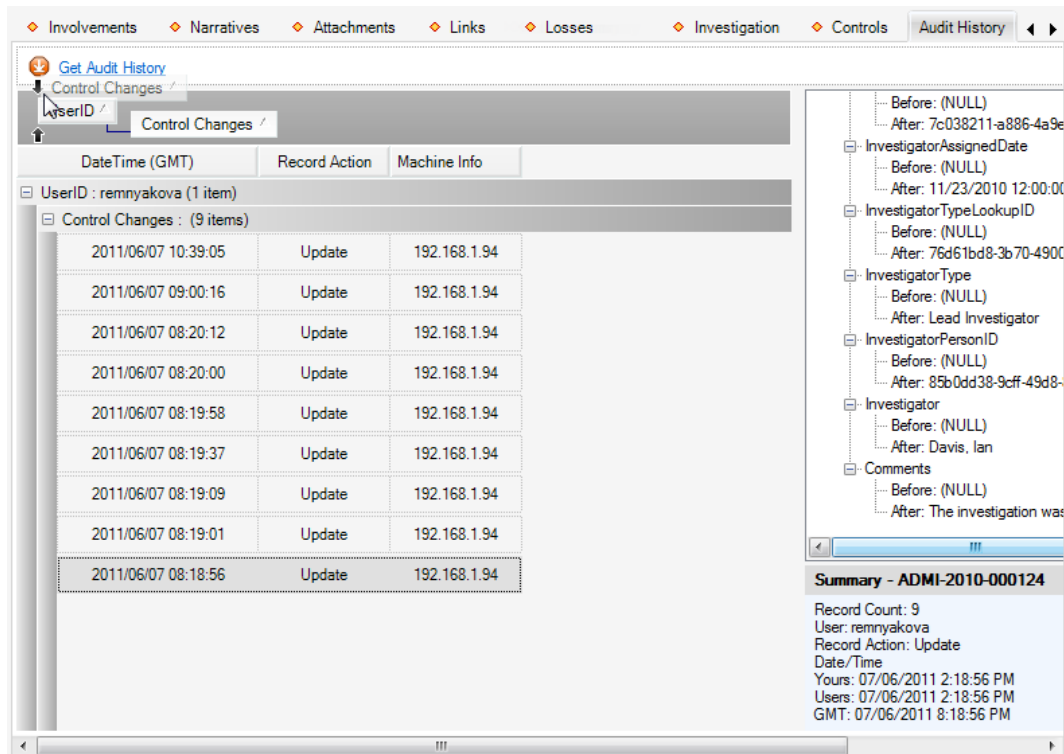 Involvements Narratives Attachments Links Losses Investigation Controls Audit History
Get Audit History
Control Changes
UserID
Control Changes
DateTime (GMT) Record Action Machine Info
UserID : remnyakova (1 item)
Control Changes : (9 items)
2011/06/07 10:39:05 Update 192.168.1.94
2011/06/07 09:00:16 Update 192.168.1.94
2011/06/07 08:20:12 Update 192.168.1.94
2011/06/07 08:20:00 Update 192.168.1.94
2011/06/07 08:19:58 Update 192.168.1.94
2011/06/07 08:19:37 Update 192.168.1.94
2011/06/07 08:19:09 Update 192.168.1.94
2011/06/07 08:19:01 Update 192.168.1.94
2011/06/07 08:18:56 Update 192.168.1.94
Before: (NULL)
After: 7c038211-a886-4a9e
InvestigatorAssignedDate
Before: (NULL)
After: 11/23/2010 12:00:00
InvestigatorTypeLookupID
Before: (NULL)
After: 76d61bd8-3b70-4900
InvestigatorType
Before: (NULL)
After: Lead Investigator
InvestigatorPersonID
Before: (NULL)
After: 85b0dd38-9cff-49d8-
Investigator
Before: (NULL)
After: Davis, Ian
Comments
Before: (NULL)
After: The investigation was
Summary - ADMI-2010-000124
Record Count: 9
User: remnyakova
Record Action: Update
Date/Time
Yours: 07/06/2011 2:18:56 PM
Users: 07/06/2011 2:18:56 PM
GMT: 07/06/2011 8:18:56 PM